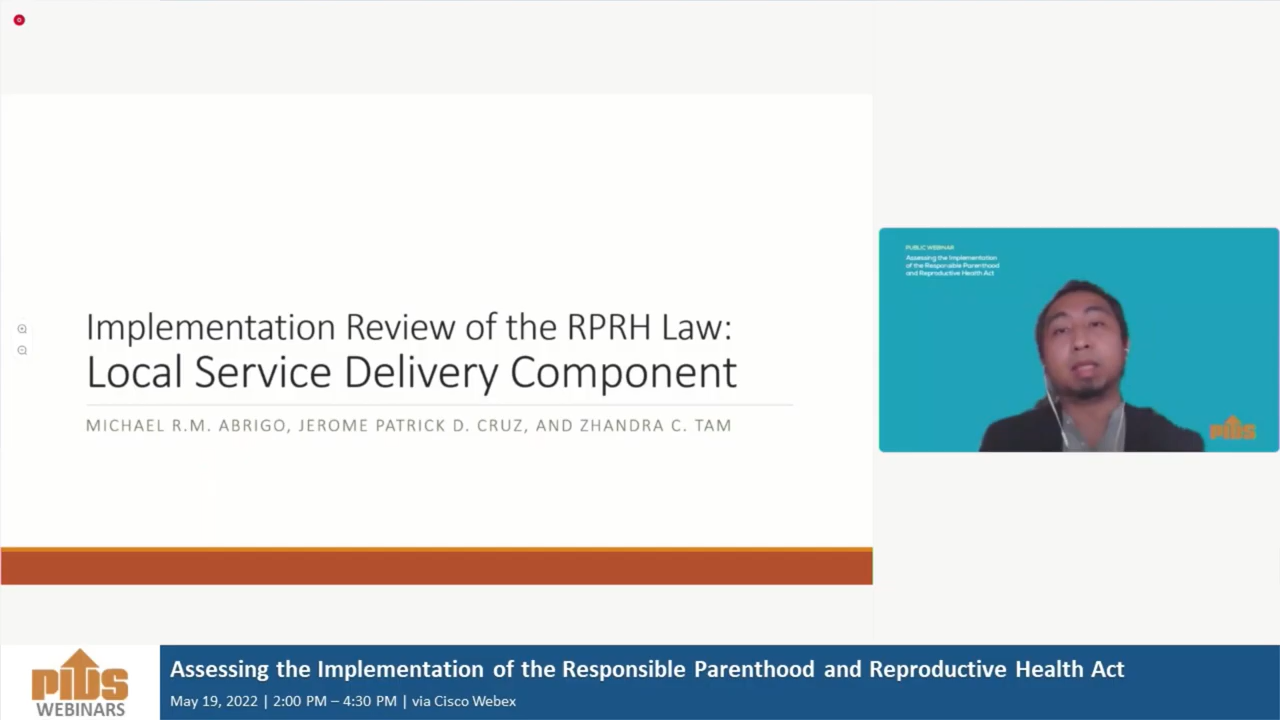 Implementation Review of the RPRH Law:
Local Service Delivery Component
MICHAEL R.M. ABRIGO, JEROME PATRICK D. CRUZ, AND ZHANDRA C. TAM
PUBLIC WEBINAR
Assessing the Implementation
of the Responsible Parenthood
and Reproductive Health Act
PIDS
PIDS
WEBINARS
Assessing the Implementation of the Responsible Parenthood and Reproductive Health Act
May 19, 2022 | 2:00 PM – 4:30 PM | via Cisco Webex